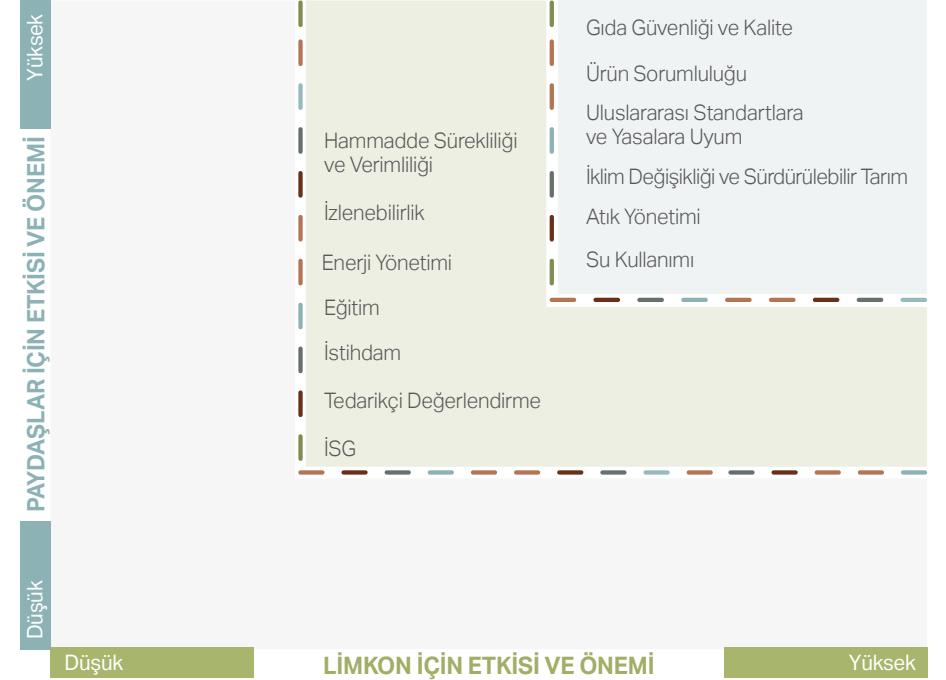 Yüksek
PAYDAŞLAR İÇİN ETKİSİ VE ÖNEMİ
Düşük
Hammadde Sürekliliği
ve Verimliliği
İzlenebilirlik
Enerji Yönetimi
Eğitim
İstihdam
Tedarikçi Değerlendirme
İSG
Gıda Güvenliği ve Kalite
Ürün Sorumluluğu
Uluslararası Standartlara
ve Yasalara Uyum
İklim Değişikliği ve Sürdürülebilir Tarım
Atık Yönetimi
Su Kullanımı
Düşük
LİMKON İÇİN ETKİSİ VE ÖNEMİ
Yüksek